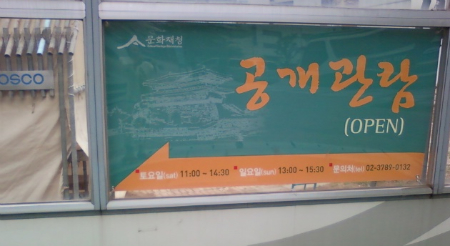 문화재청
공개관람
(OPEN)
OSCO
*토요일(sat) 11:00 ~ 14:30 *일요일(sun) 13:00 ~ 15:30 *문의처(tel) 02-3789-0132